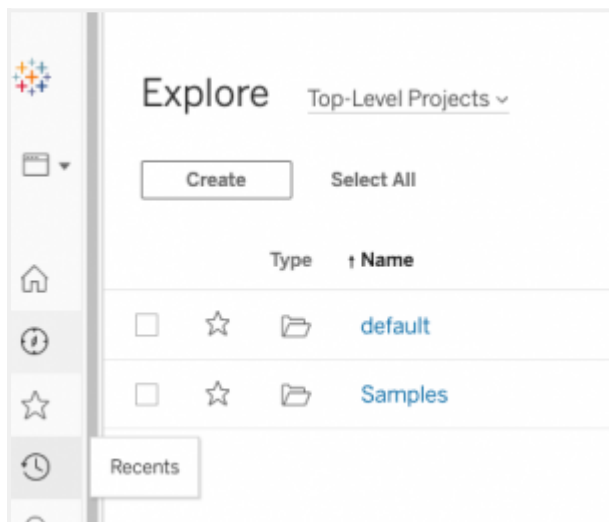 Explore Top-Level Projects
Create Select All
Type ↑ Name
default
Samples
Recents